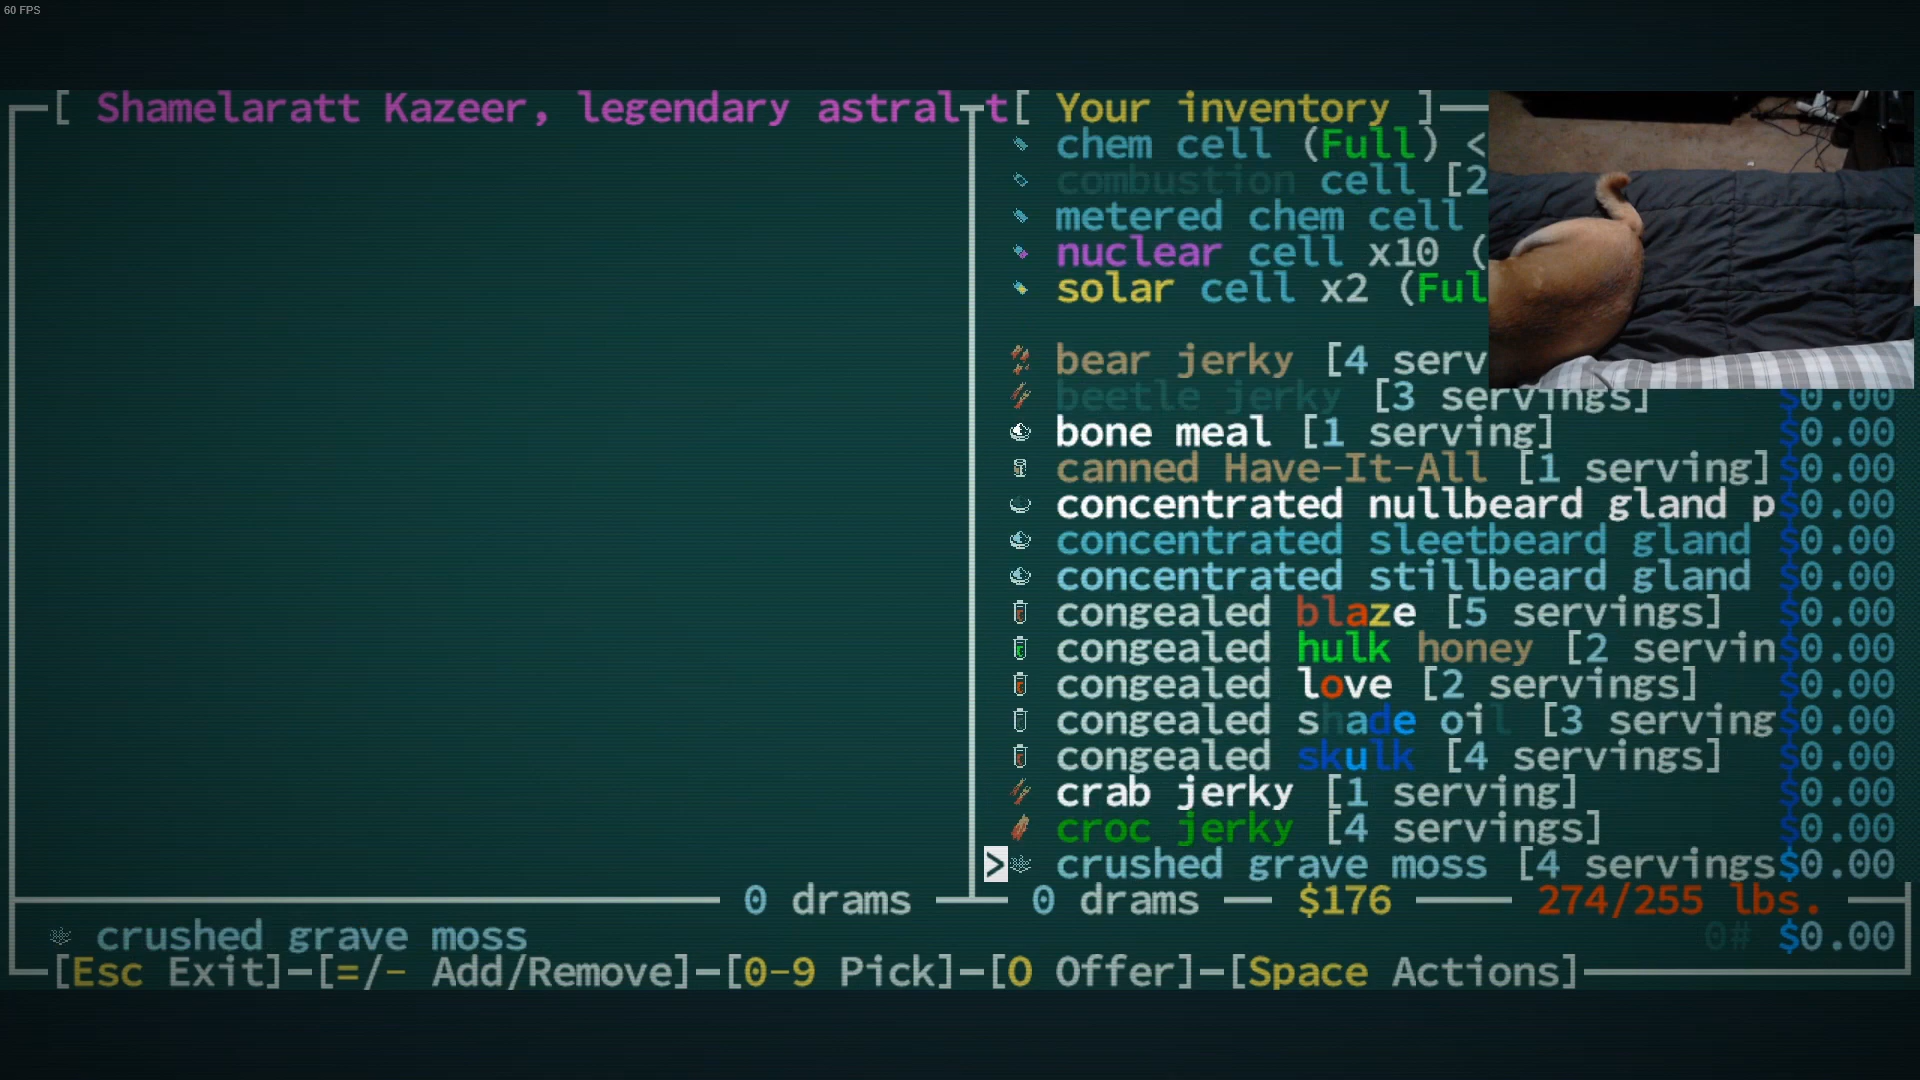 60 FPS
[ Shamelaratt Kazeer, legendary astral t[ Your inventory ]
chem cell (Full) <
combustion cell [2
metered chem cell
nuclear cell x10 (
solar cell x2 (Ful
bear jerky [4 serv
beetle jerky [3 servings] $0.00
bone meal [1 serving] $0.00
canned Have-It-All [1 serving] $0.00
concentrated nullbeard gland p $0.00
concentrated sleetbeard gland $0.00
concentrated stillbeard gland $0.00
congealed blaze [5 servings] $0.00
congealed hulk honey [2 servin $0.00
congealed love [2 servings] $0.00
congealed shade oil [3 serving $0.00
congealed skulk [4 servings] $0.00
crab jerky [1 serving] $0.00
croc jerky [4 servings] $0.00
> crushed grave moss [4 servings $0.00
0 drams 0 drams $176 274/255 lbs.
crushed grave moss 0# $0.00
[Esc Exit]-[=/- Add/Remove]-[0-9 Pick]-[O Offer]-[Space Actions]